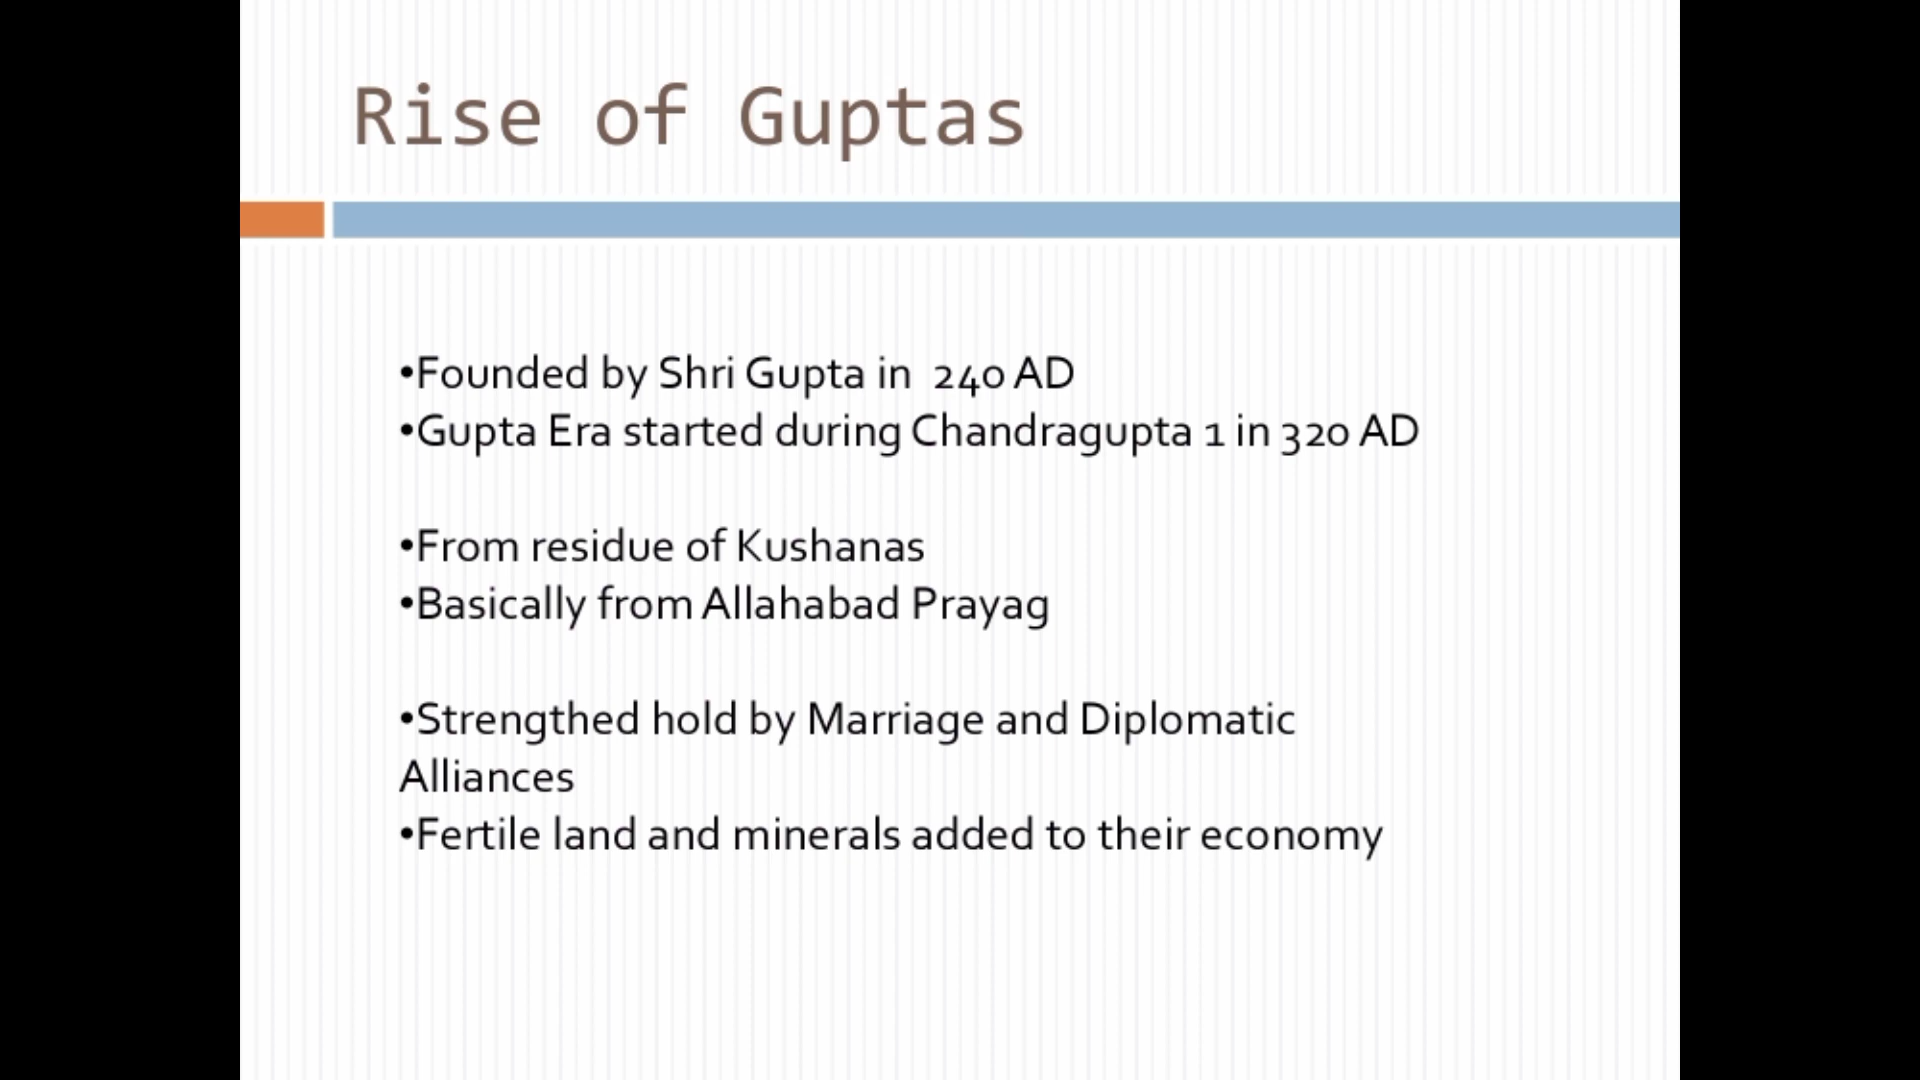 Rise of Guptas
•Founded by Shri Gupta in 240 AD
•Gupta Era started during Chandragupta 1 in 320 AD
•From residue of Kushanas
•Basically from Allahabad Prayag
•Strengthed hold by Marriage and Diplomatic
Alliances
•Fertile land and minerals added to their economy